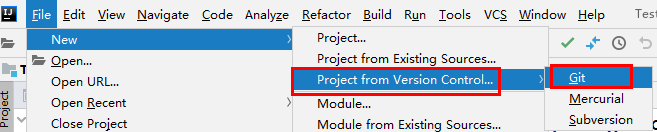 IJ File Edit View Navigate Code Analyze Refactor Build Run Tools VCS Window Help Test
New
Project...
Open...
Project from Existing Sources...
Open URL...
Project from Version Control...
Git
Open Recent
Module...
Mercurial
Close Project
Module from Existing Sources...
Subversion
Project